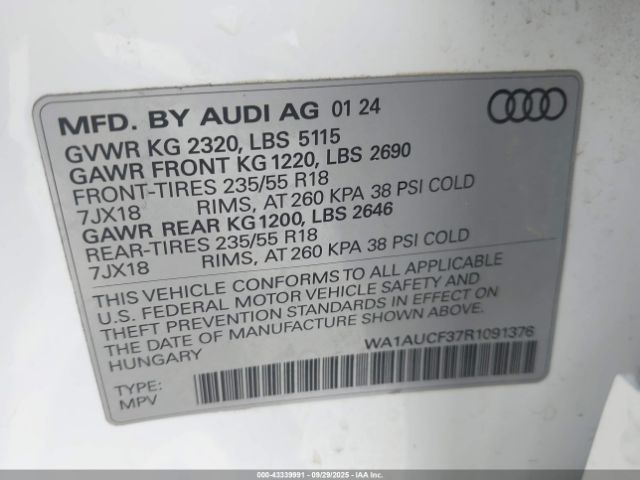 MFD. BY AUDI AG 01 24
GVWR KG 2320, LBS 5115
GAWR FRONT KG 1220, LBS 2690
FRONT-TIRES 235/55 R18
7JX18 RIMS, AT 260 KPA 38 PSI COLD
GAWR REAR KG 1200, LBS 2646
REAR-TIRES 235/55 R18
7JX18 RIMS, AT 260 KPA 38 PSI COLD
THIS VEHICLE CONFORMS TO ALL APPLICABLE
U.S. FEDERAL MOTOR VEHICLE SAFETY AND
THEFT PREVENTION STANDARDS IN EFFECT ON
THE DATE OF MANUFACTURE SHOWN ABOVE.
HUNGARY WA1AUCF37R1091376
TYPE:
MPV
000-43339991 - 09/29/2025 - COPART